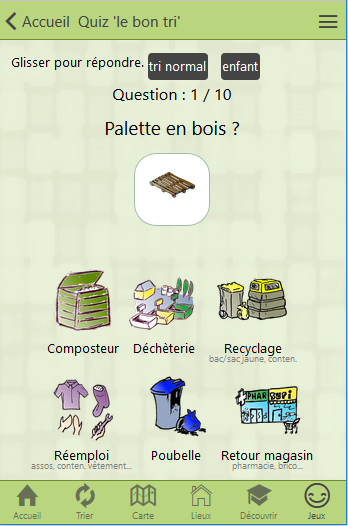 Accueil Quiz 'le bon tri'
Glisser pour répondre. tri normal enfant
Question : 1 / 10
Palette en bois ?
Composteur Déchèterie Recyclage
bac/sac jaune, conten.
PHAR
Réemploi Poubelle Retour magasin
assos, conten. vêtement... pharmacie, brico...
Accueil Trier Carte Lieux Découvrir Jeux